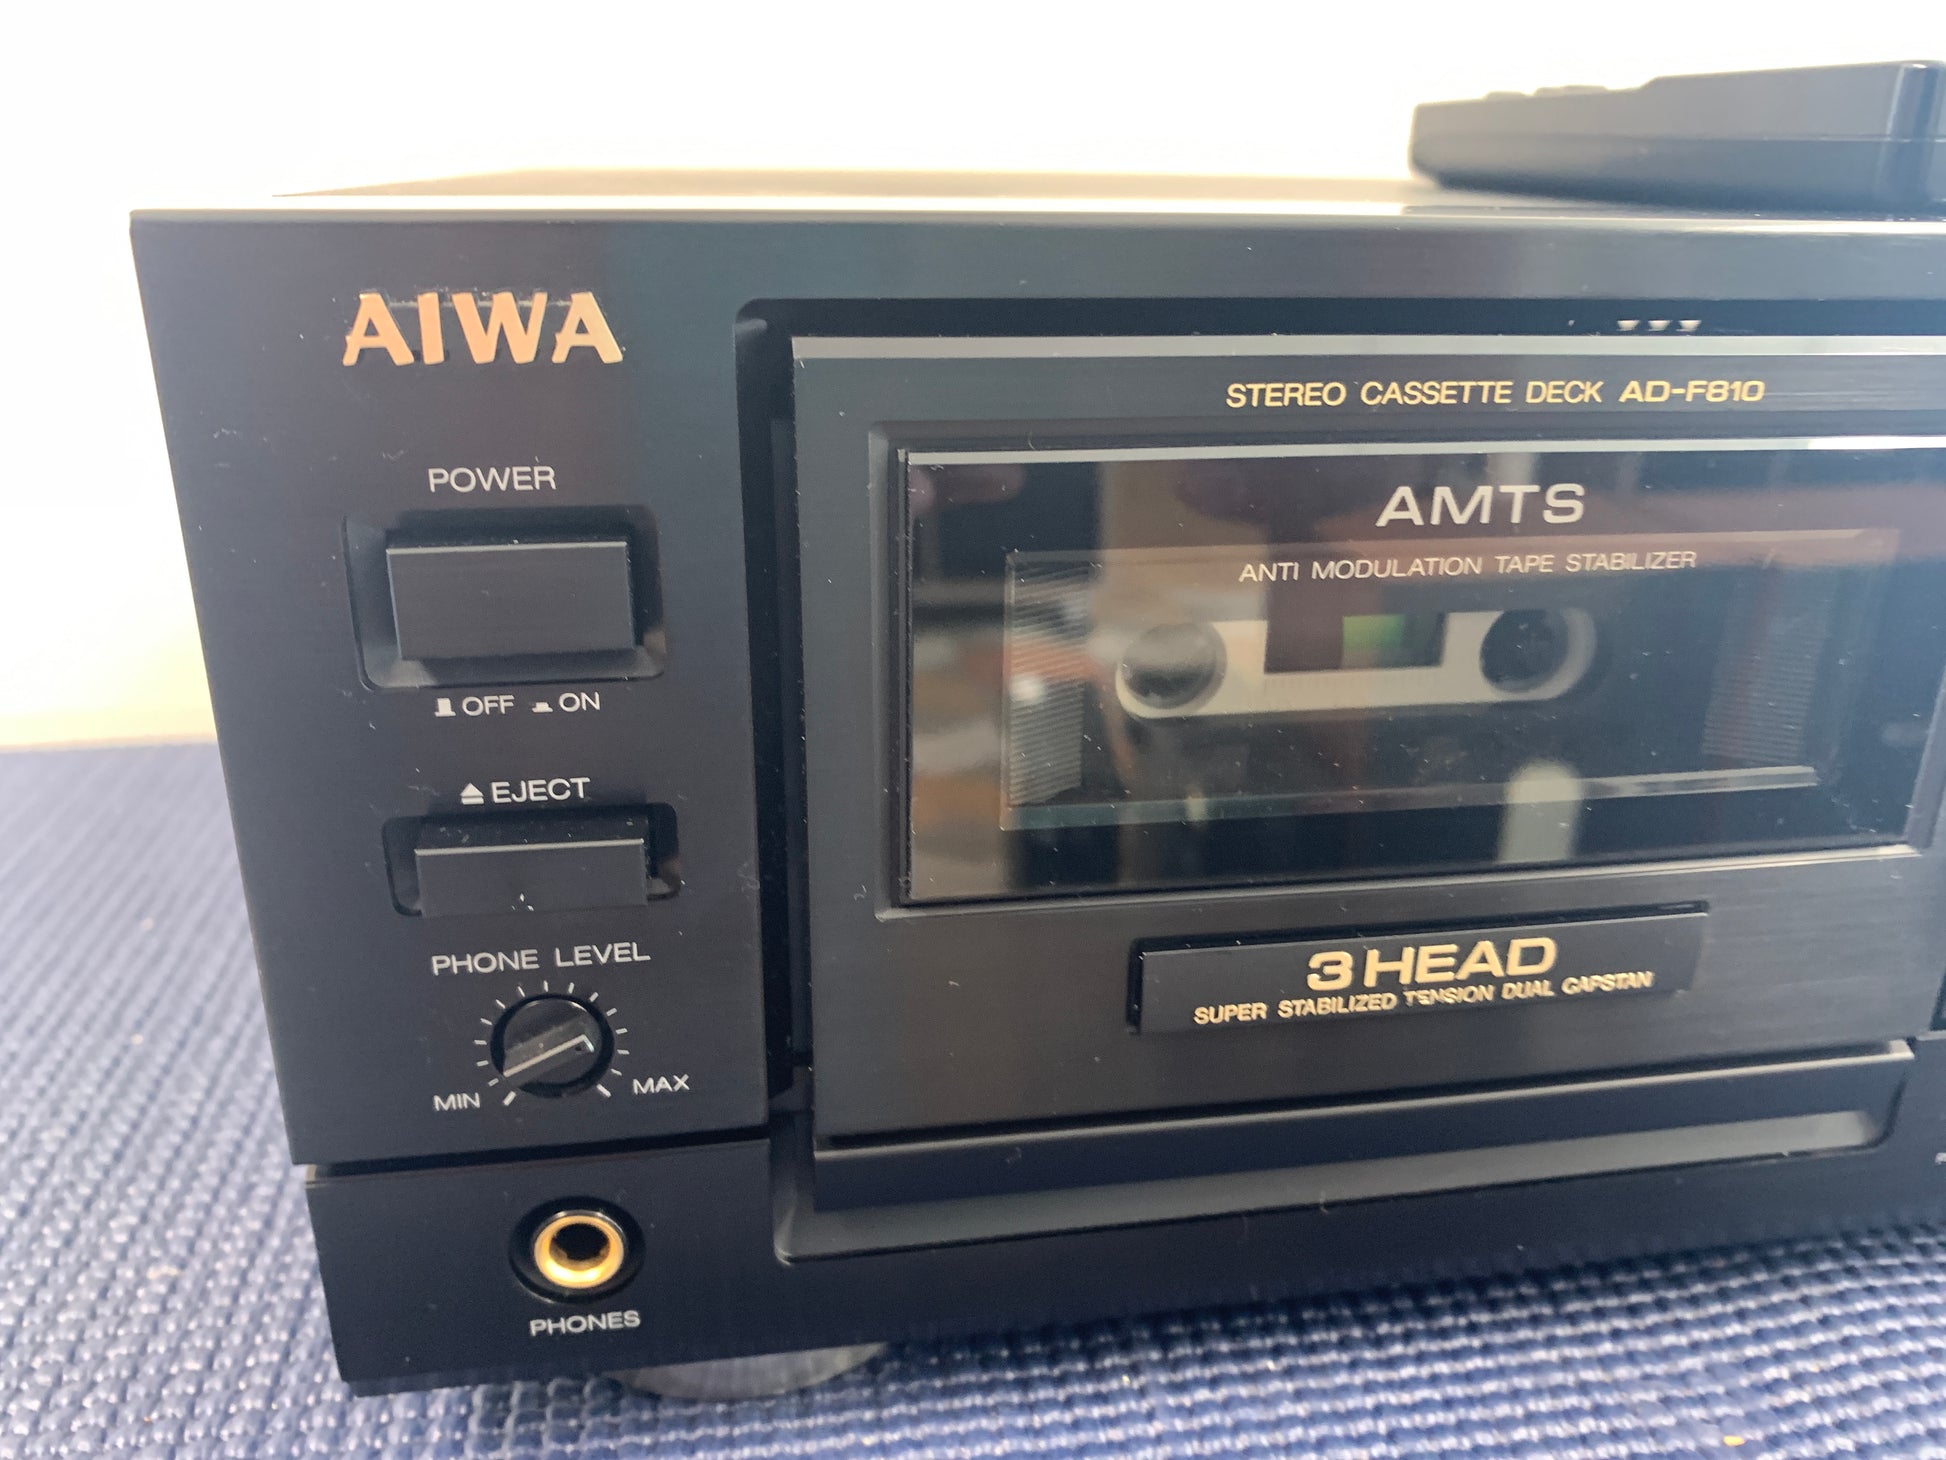 AIWA
STEREO CASSETTE DECK AD-F810
POWER
OFF ON
AMTS
ANTI MODULATION TAPE STABILIZER
EJECT
PHONE LEVEL
MIN MAX
3 HEAD
SUPER STABILIZED TENSION DUAL CAPSTAN
PHONES